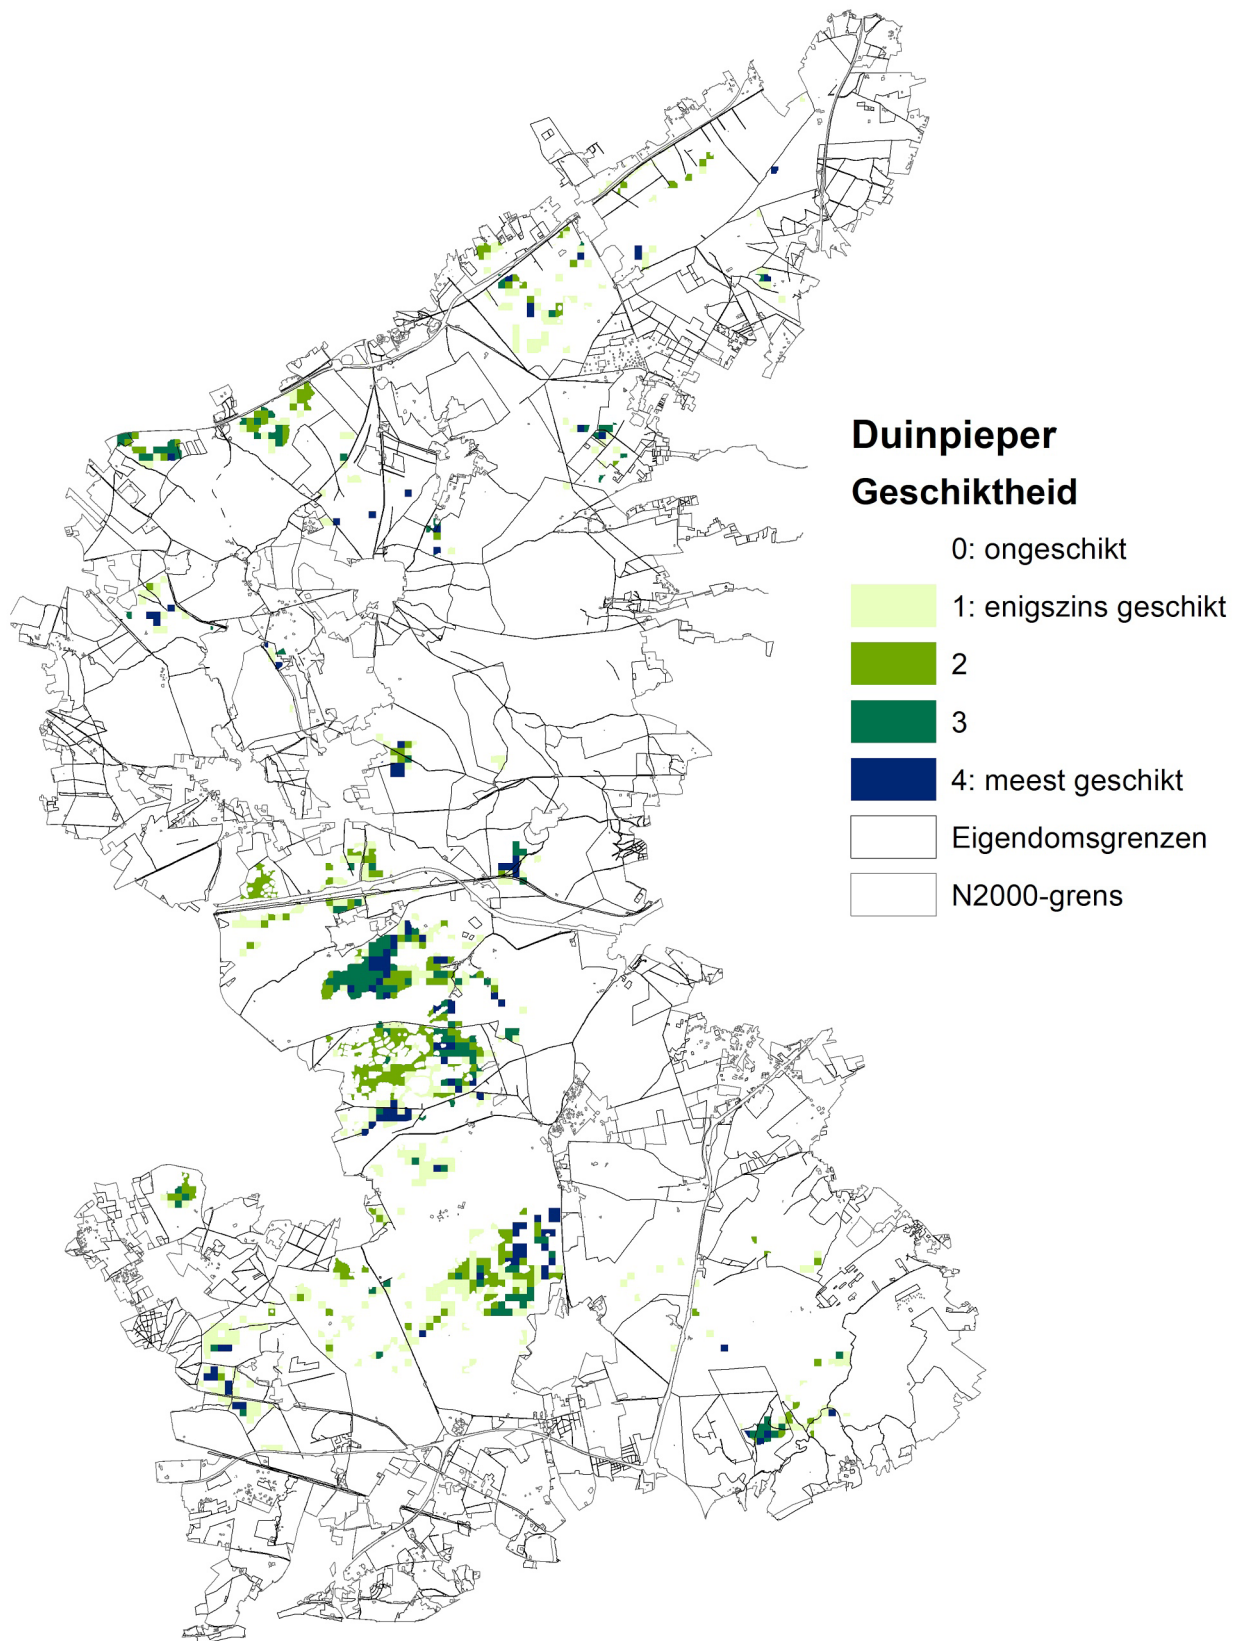 Duinpieper
Geschiktheid
0: ongeschikt
1: enigszins geschikt
2
3
4: meest geschikt
Eigendomsgrenzen
N2000-grens